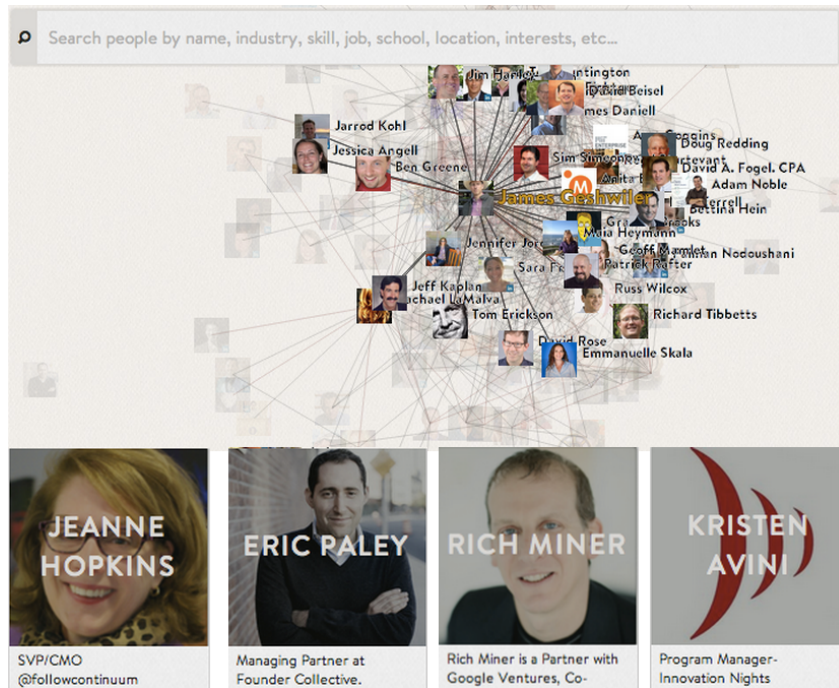 Search people by name, industry, skill, job, school, location, interests, etc...
Jim Hanley
James Daniell
Jarrod Kohl
Jessica Angell
Ben Greene
Doug Redding
David A. Fogel, CPA
Adam Noble
Bettina Hein
James Geshwiler
Maia Heymann
Geoff Mamlet
Patrick Rafter
Jennifer
Sara
Jeff Kaplan
Rachael LaMalva
Russ Wilcox
Tom Erickson
Richard Tibbetts
David Rose
Emmanuelle Skala
JEANNE
HOPKINS
ERIC PALEY
RICH MINER
KRISTEN
AVINI
SVP/CMO
@followcontinuum
Managing Partner at
Founder Collective.
Rich Miner is a Partner with
Google Ventures, Co-
Program Manager-
Innovation Nights